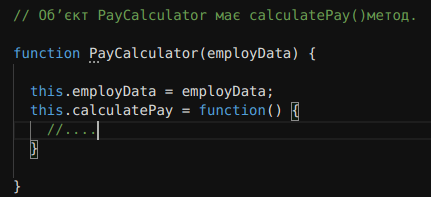 // Об’єкт PayCalculator має calculatePay()метод.
function PayCalculator(employData) {
this.employData = employData;
this.calculatePay = function() {
//....
}
}